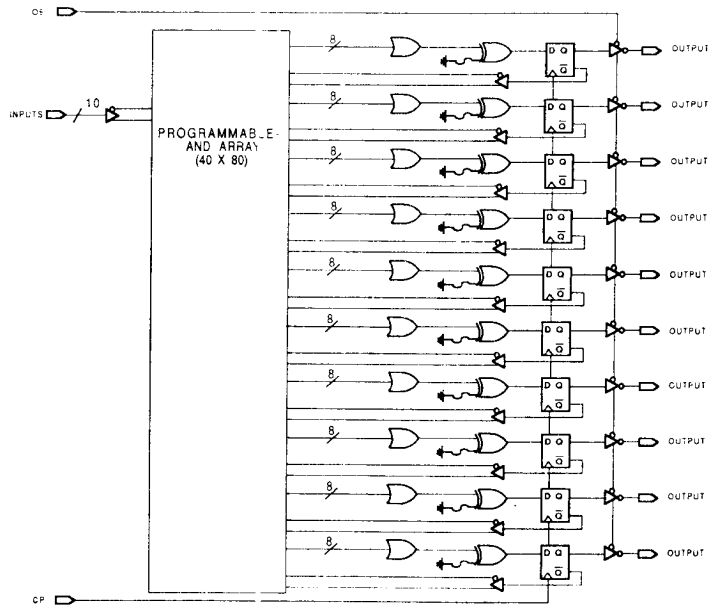 OE
8
D Q
Q̅
OUTPUT
INPUTS
10
8
D Q
Q̅
OUTPUT
PROGRAMMABLE-
AND ARRAY
(40 X 80)
8
D Q
Q̅
OUTPUT
8
D Q
Q̅
OUTPUT
8
D Q
Q̅
OUTPUT
8
D Q
Q̅
OUTPUT
8
D Q
Q̅
OUTPUT
8
D Q
Q̅
OUTPUT
8
D Q
Q̅
OUTPUT
8
D Q
Q̅
OUTPUT
CP